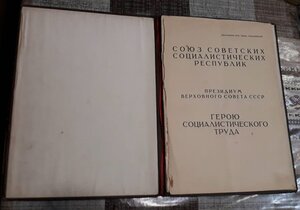 СОЮЗ СОВЕТСКИХ
СОЦИАЛИСТИЧЕСКИХ
РЕСПУБЛИК
ПРЕЗИДИУМ
ВЕРХОВНОГО СОВЕТА СССР
ГЕРОЮ
СОЦИАЛИСТИЧЕСКОГО
ТРУДА